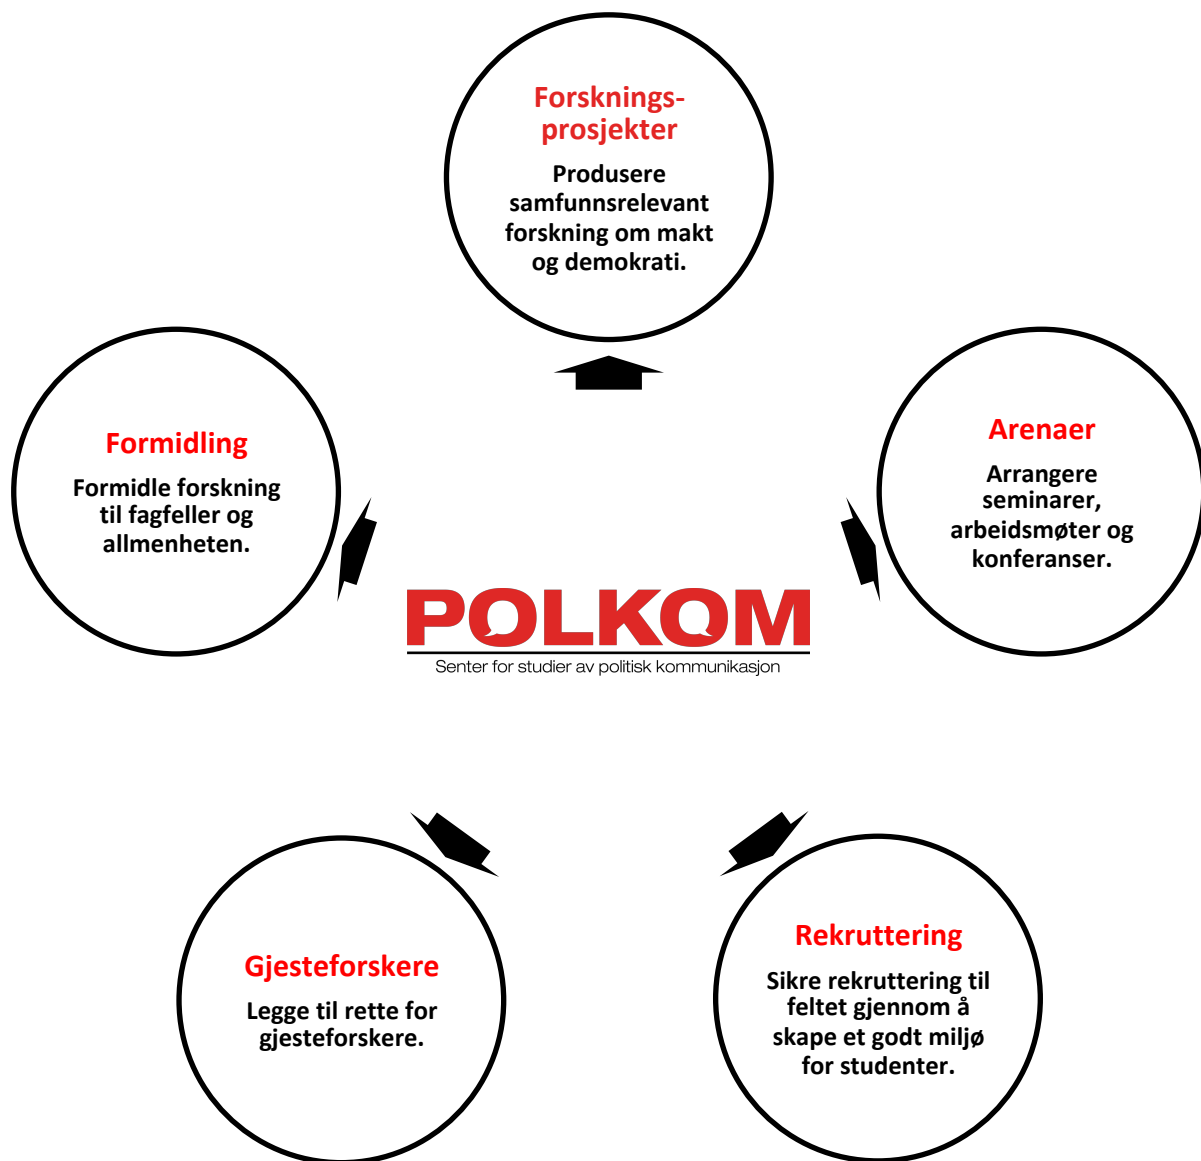 Forsknings-
prosjekter
Produsere
samfunnsrelevant
forskning om makt
og demokrati.
Formidling
Formidle forskning
til fagfeller og
allmenheten.
Arenaer
Arrangere
seminarer,
arbeidsmøter og
konferanser.
POLKOM
Senter for studier av politisk kommunikasjon
Gjesteforskere
Legge til rette for
gjesteforskere.
Rekruttering
Sikre rekruttering til
feltet gjennom å
skape et godt miljø
for studenter.